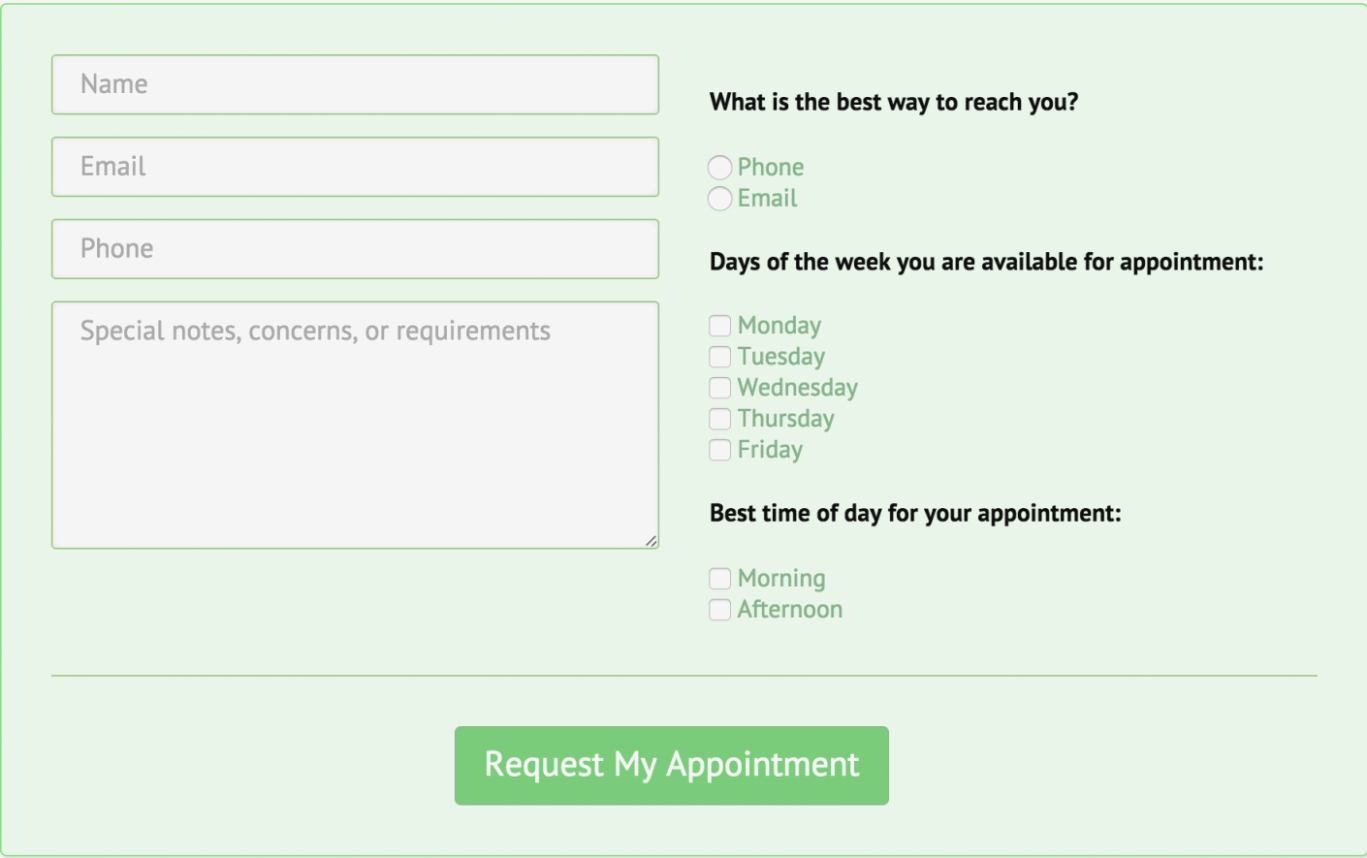 Name
Email
Phone
Special notes, concerns, or requirements
What is the best way to reach you?
Phone
Email
Days of the week you are available for appointment:
Monday
Tuesday
Wednesday
Thursday
Friday
Best time of day for your appointment:
Morning
Afternoon
Request My Appointment